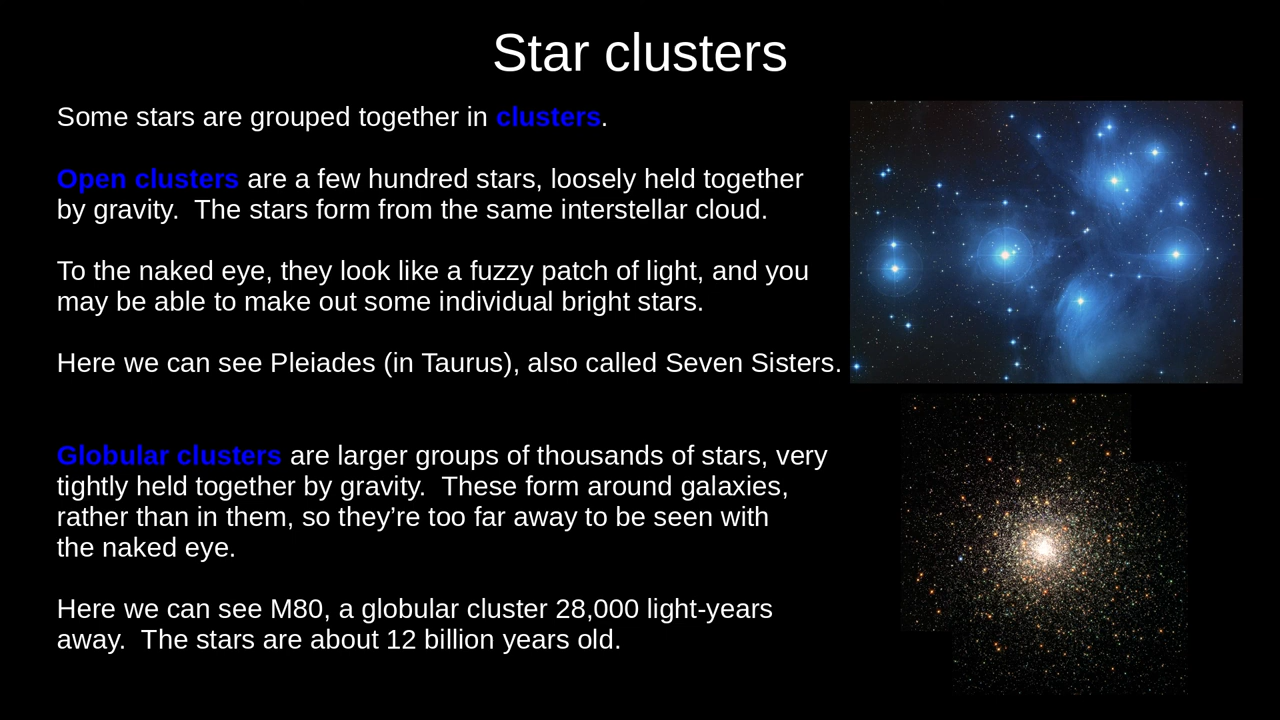 Star clusters
Some stars are grouped together in clusters.
Open clusters are a few hundred stars, loosely held together
by gravity.  The stars form from the same interstellar cloud.
To the naked eye, they look like a fuzzy patch of light, and you
may be able to make out some individual bright stars.
Here we can see Pleiades (in Taurus), also called Seven Sisters.
Globular clusters are larger groups of thousands of stars, very
tightly held together by gravity.  These form around galaxies,
rather than in them, so they’re too far away to be seen with
the naked eye.
Here we can see M80, a globular cluster 28,000 light-years
away.  The stars are about 12 billion years old.